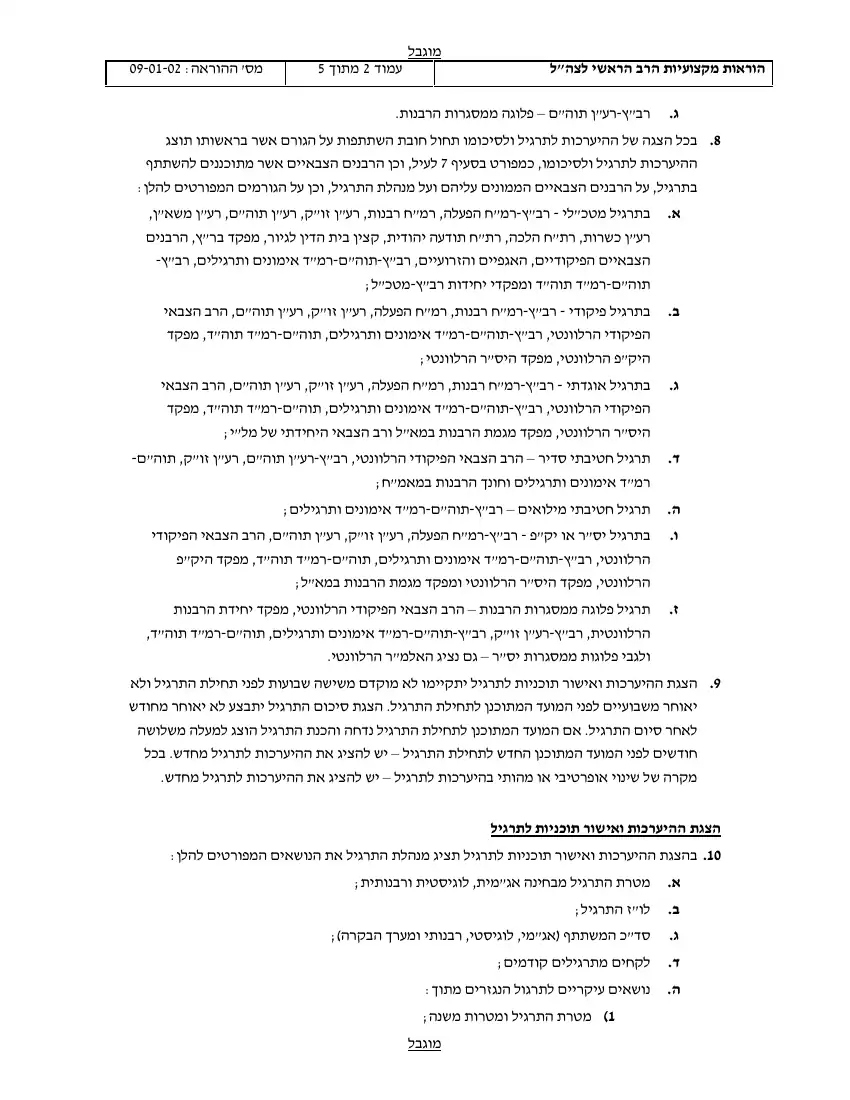 מוגבל
הוראות מקצועיות הרב הראשי לצה״ל עמוד 2 מתוך 5 מס׳ ההוראה: 09-01-02
ג. רב״ץ-רע״ן תוה״ם – פלוגה ממסגרות הרבנות.
8. בכל הצגה של ההיערכות לתרגיל ולסיכומו תחול חובת השתתפות על הגורם אשר בראשותו תוצג
ההיערכות לתרגיל ולסיכומו, כמפורט בסעיף 7 לעיל, וכן הרבנים הצבאיים אשר מתוכננים להשתתף
בתרגיל, על הרבנים הצבאיים הממונים עליהם ועל מנהלת התרגיל, וכן על הגורמים המפורטים להלן:
א. בתרגיל מטכ״לי - רב״ץ-רמ״ח הפעלה, רמ״ח רבנות, רע״ן זו״ק, רע״ן תוה״ם, רע״ן משא״ן,
רע״ן כשרות, רת״ח הלכה, רת״ח תודעה יהודית, קצין בית הדין לגיור, מפקד בר״ץ, הרבנים
הצבאיים הפיקודיים, האגפיים והזרועיים, רב״ץ-תוה״ם-רמ״ד אימונים ותרגילים, רב״ץ-
תוה״ם-רמ״ד תוה״ד ומפקדי יחידות רב״ץ-מטכ״ל;
ב. בתרגיל פיקודי - רב״ץ-רמ״ח רבנות, רמ״ח הפעלה, רע״ן זו״ק, רע״ן תוה״ם, הרב הצבאי
הפיקודי הרלוונטי, רב״ץ-תוה״ם-רמ״ד אימונים ותרגילים, תוה״ם-רמ״ד תוה״ד, מפקד
היק״פ הרלוונטי, מפקד היס״ר הרלוונטי;
ג. בתרגיל אוגדתי - רב״ץ-רמ״ח רבנות, רמ״ח הפעלה, רע״ן זו״ק, רע״ן תוה״ם, הרב הצבאי
הפיקודי הרלוונטי, רב״ץ-תוה״ם-רמ״ד אימונים ותרגילים, תוה״ם-רמ״ד תוה״ד, מפקד
היס״ר הרלוונטי, מפקד מגמת הרבנות במא״ל ורב הצבאי היחידתי של מל״י;
ד. תרגיל חטיבתי סדיר – הרב הצבאי הפיקודי הרלוונטי, רב״ץ-רע״ן תוה״ם, רע״ן זו״ק, תוה״ם-
רמ״ד אימונים ותרגילים וחונך הרבנות במאמ״ח;
ה. תרגיל חטיבתי מילואים – רב״ץ-תוה״ם-רמ״ד אימונים ותרגילים;
ו. בתרגיל יס״ר או יק״פ - רב״ץ-רמ״ח הפעלה, רע״ן זו״ק, רע״ן תוה״ם, הרב הצבאי הפיקודי
הרלוונטי, רב״ץ-תוה״ם-רמ״ד אימונים ותרגילים, תוה״ם-רמ״ד תוה״ד, מפקד היק״פ
הרלוונטי, מפקד היס״ר הרלוונטי ומפקד מגמת הרבנות במא״ל;
ז. תרגיל פלוגה ממסגרות הרבנות – הרב הצבאי הפיקודי הרלוונטי, מפקד יחידת הרבנות
הרלוונטית, רב״ץ-רע״ן זו״ק, רב״ץ-תוה״ם-רמ״ד אימונים ותרגילים, תוה״ם-רמ״ד תוה״ד,
ולגבי פלוגות ממסגרות יס״ר – גם נציג האלמ״ר הרלוונטי.
9. הצגת ההיערכות ואישור תוכניות לתרגיל יתקיימו לא מוקדם משישה שבועות לפני תחילת התרגיל ולא
יאוחר משבועיים לפני המועד המתוכנן לתחילת התרגיל. הצגת סיכום התרגיל יתבצע לא יאוחר מחודש
לאחר סיום התרגיל. אם המועד המתוכנן לתחילת התרגיל נדחה והכנת התרגיל הוצג למעלה משלושה
חודשים לפני המועד המתוכנן החדש לתחילת התרגיל – יש להציג את ההיערכות לתרגיל מחדש. בכל
מקרה של שינוי אופרטיבי או מהותי בהיערכות לתרגיל – יש להציג את ההיערכות לתרגיל מחדש.
הצגת ההיערכות ואישור תוכניות לתרגיל
10. בהצגת ההיערכות ואישור תוכניות לתרגיל תציג מנהלת התרגיל את הנושאים המפורטים להלן:
א. מטרת התרגיל מבחינה אג״מית, לוגיסטית ורבנותית;
ב. לו״ז התרגיל;
ג. סד״כ המשתתף (אג״מי, לוגיסטי, רבנותי ומערך הבקרה);
ד. לקחים מתרגילים קודמים;
ה. נושאים עיקריים לתרגול הנגזרים מתוך:
1) מטרת התרגיל ומטרות משנה;
מוגבל